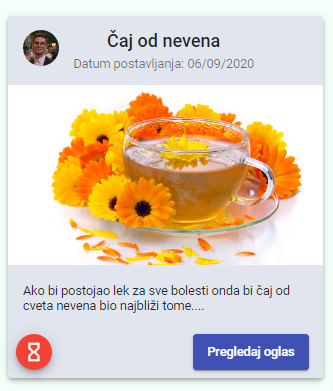 Čaj od nevena
Datum postavljanja: 06/09/2020
Ako bi postojao lek za sve bolesti onda bi čaj od
cveta nevena bio najbliži tome....
Pregledaj oglas